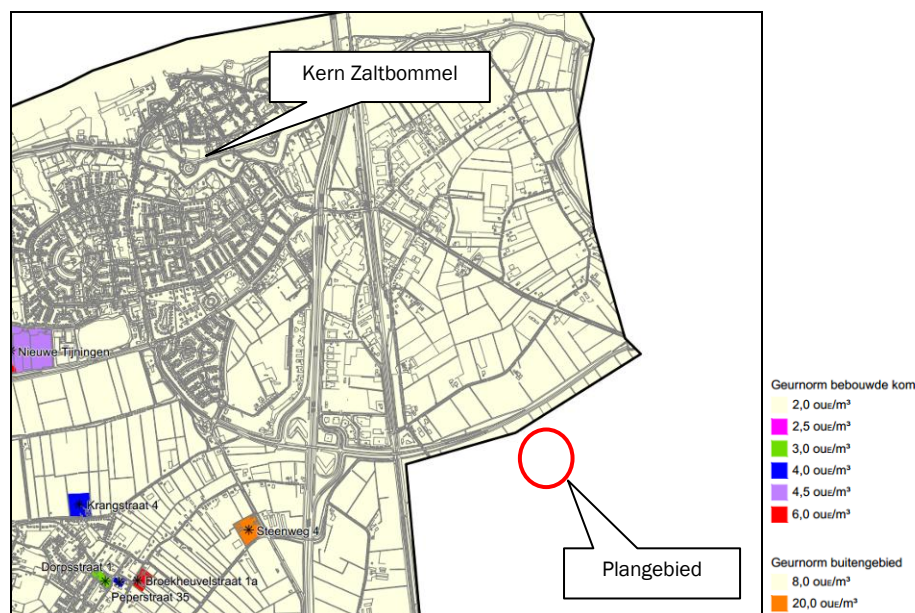 Kern Zaltbommel
Nieuwe Tijningen
Krangstraat 4
Steenweg 4
Dorpsstraat 1
Broekheuvelstraat 1a
Peperstraat 35
Plangebied
Geurnorm bebouwde kom
2,0 ouᴇ/m³
2,5 ouᴇ/m³
3,0 ouᴇ/m³
4,0 ouᴇ/m³
4,5 ouᴇ/m³
6,0 ouᴇ/m³
Geurnorm buitengebied
8,0 ouᴇ/m³
20,0 ouᴇ/m³